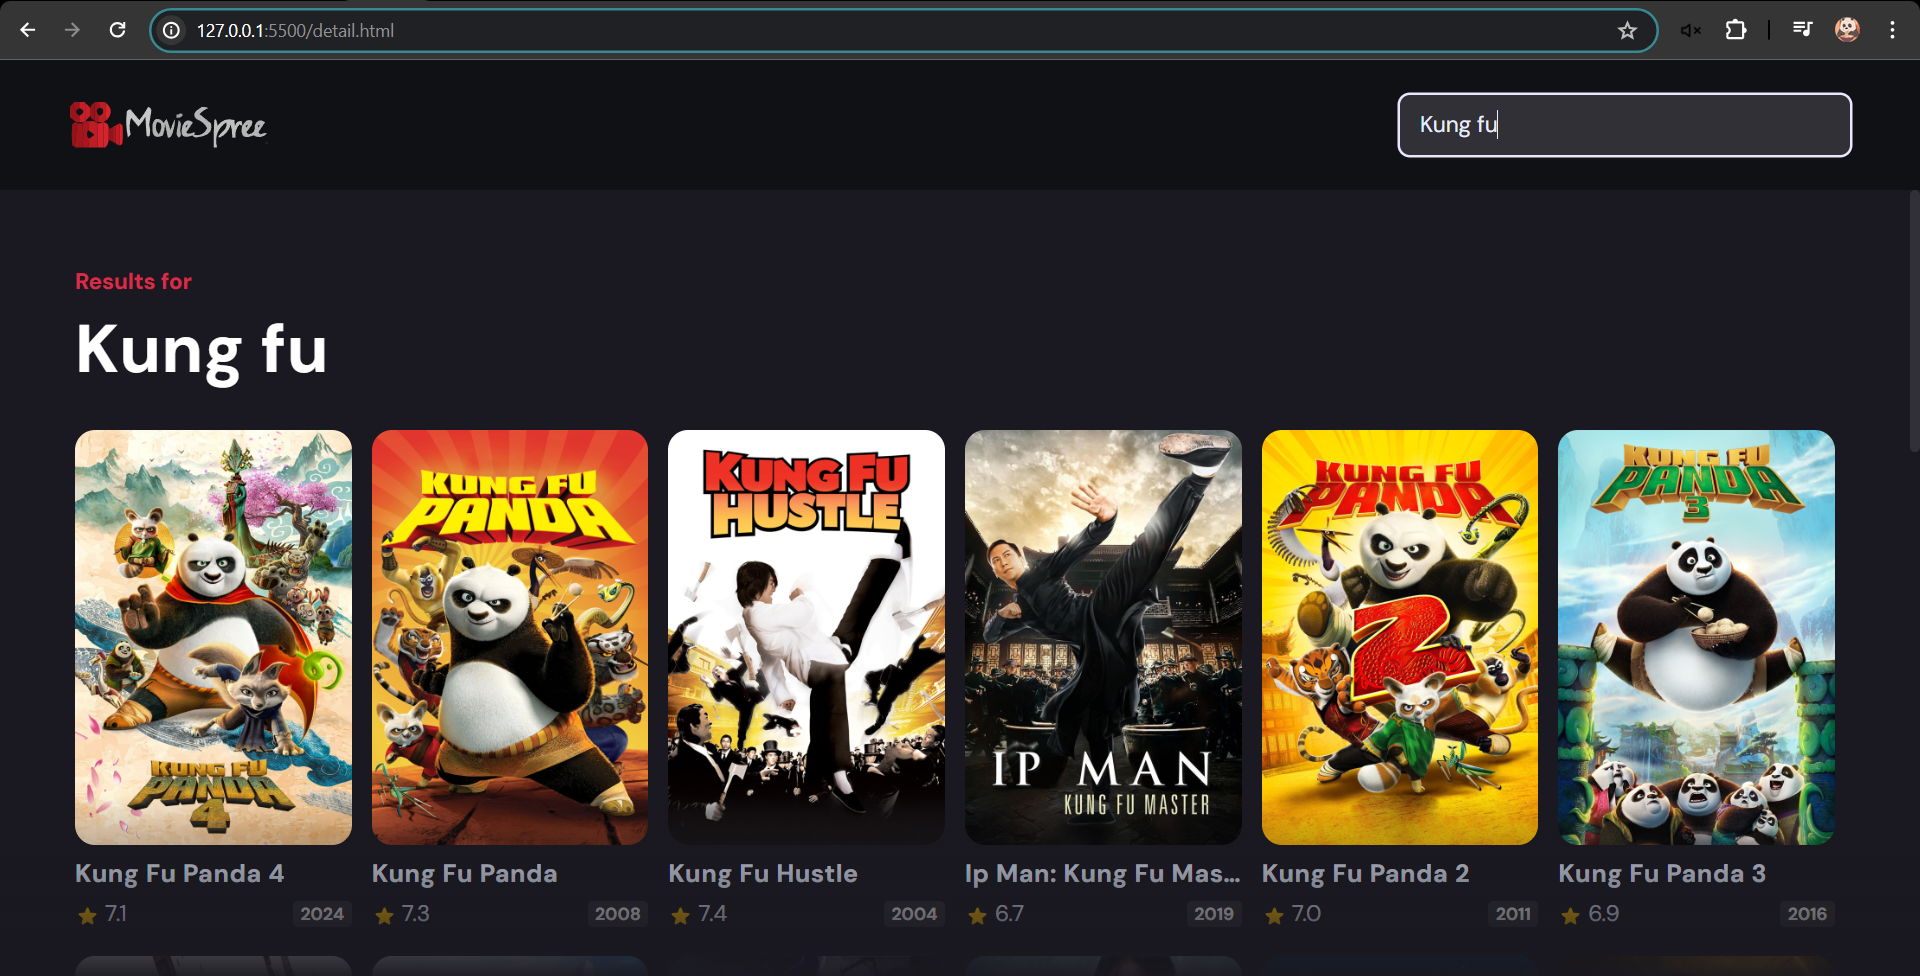 127.0.0.1:5500/detail.html
MovieSpree
Kung fu
Results for
Kung fu
KUNG FU
PANDA
4
KUNG FU
PANDA
KUNG FU
HUSTLE
IP MAN
KUNG FU MASTER
KUNG FU
PANDA
2
KUNG FU
PANDA
3
Kung Fu Panda 4
7.1
2024
Kung Fu Panda
7.3
2008
Kung Fu Hustle
7.4
2004
Ip Man: Kung Fu Mas...
6.7
2019
Kung Fu Panda 2
7.0
2011
Kung Fu Panda 3
6.9
2016